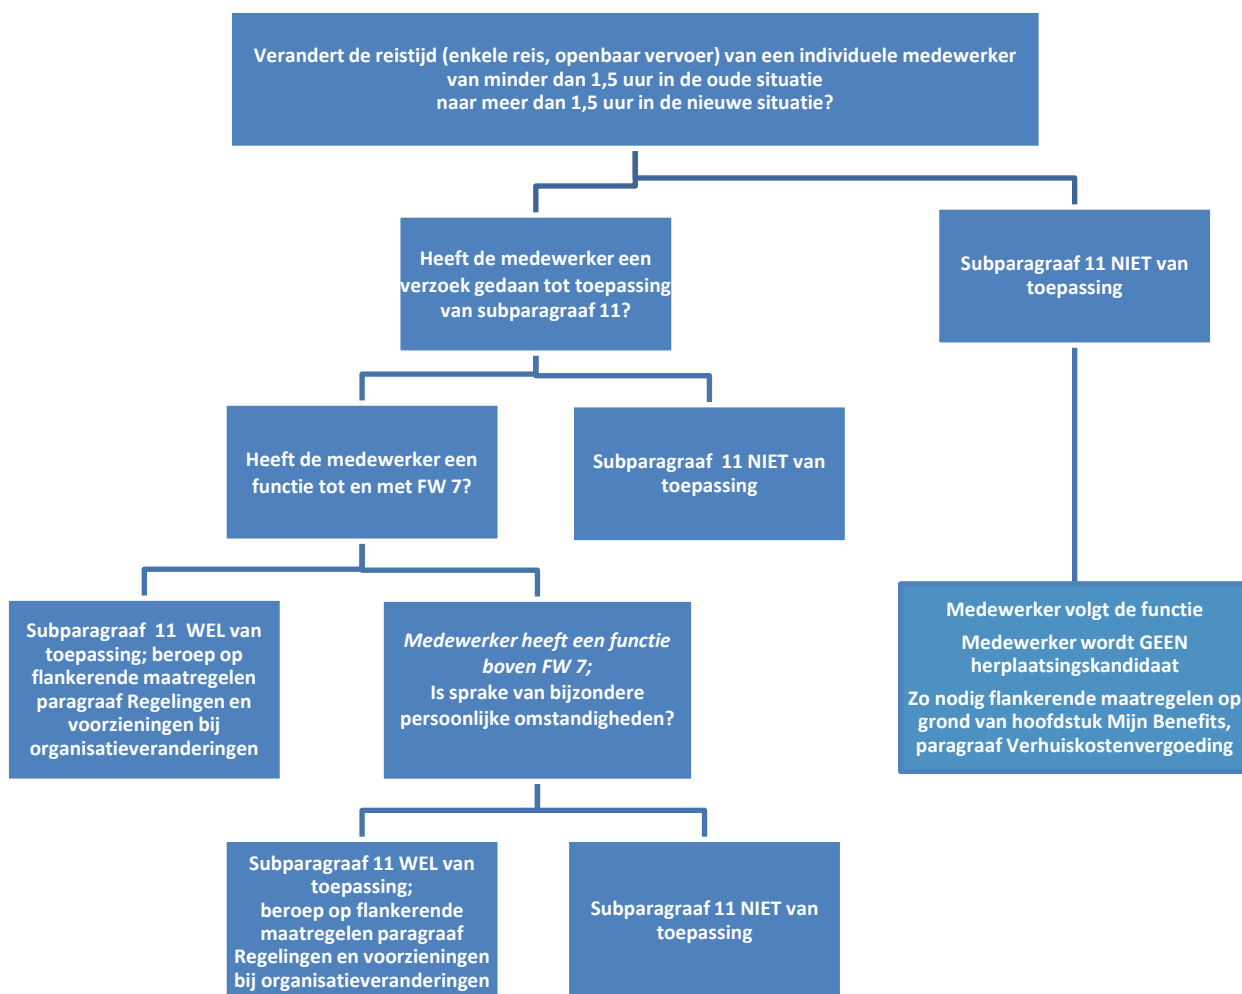 Verandert de reistijd (enkele reis, openbaar vervoer) van een individuele medewerker
van minder dan 1,5 uur in de oude situatie
naar meer dan 1,5 uur in de nieuwe situatie?
Heeft de medewerker een
verzoek gedaan tot toepassing
van subparagraaf 11?
Subparagraaf 11 NIET van
toepassing
Heeft de medewerker een
functie tot en met FW 7?
Subparagraaf 11 NIET van
toepassing
Medewerker volgt de functie
Medewerker wordt GEEN
herplaatsingskandidaat
Zo nodig flankerende maatregelen op
grond van hoofdstuk Mijn Benefits,
paragraaf Verhuiskostenvergoeding
Subparagraaf 11 WEL van
toepassing; beroep op
flankerende maatregelen
paragraaf Regelingen en
voorzieningen bij
organisatieveranderingen
Medewerker heeft een functie
boven FW 7;
Is sprake van bijzondere
persoonlijke omstandigheden?
Subparagraaf 11 WEL van
toepassing;
beroep op flankerende
maatregelen paragraaf
Regelingen en voorzieningen
bij organisatieveranderingen
Subparagraaf 11 NIET van
toepassing